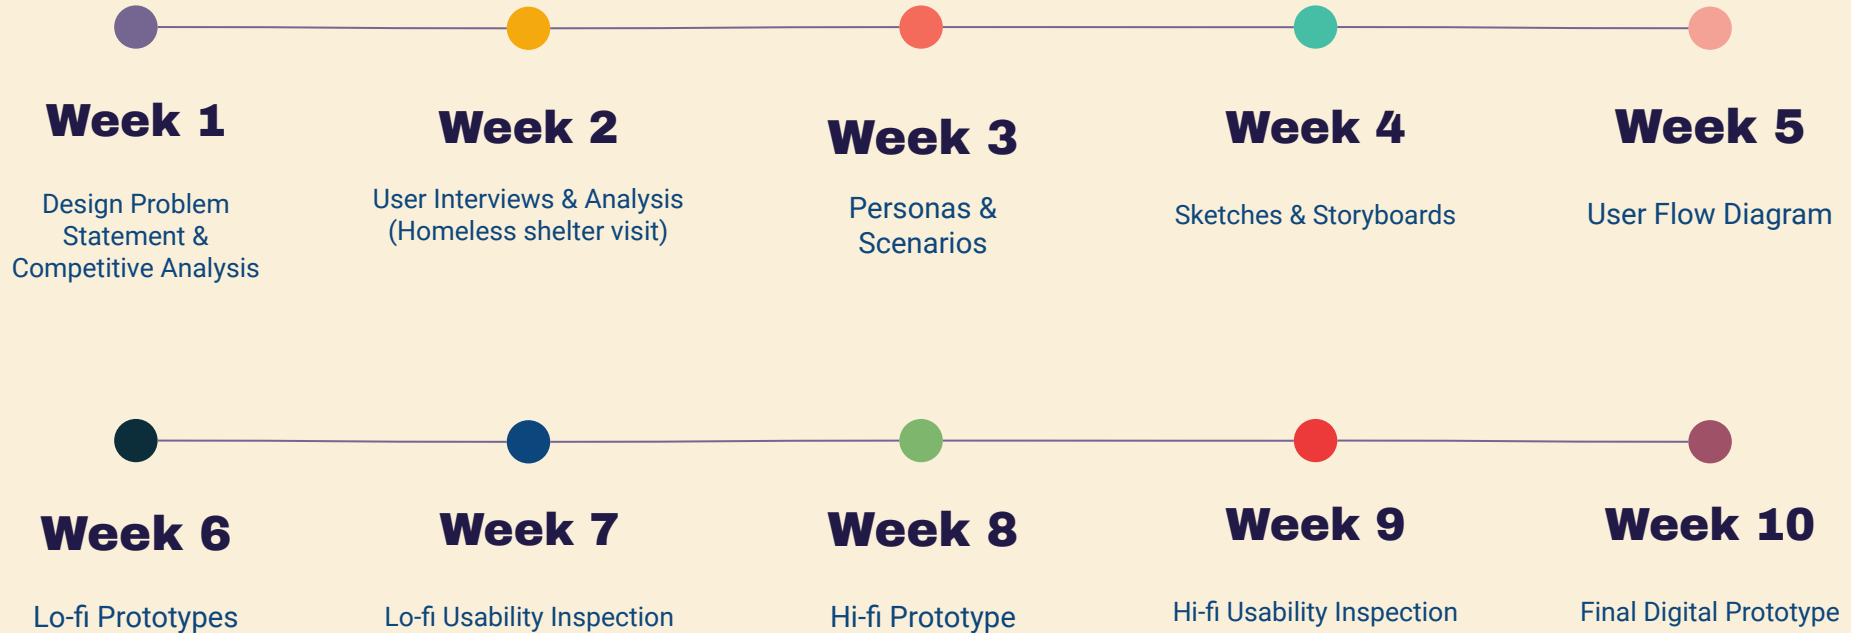 Week 1
Design Problem
Statement &
Competitive Analysis
Week 2
User Interviews & Analysis
(Homeless shelter visit)
Week 3
Personas &
Scenarios
Week 4
Sketches & Storyboards
Week 5
User Flow Diagram
Week 6
Lo-fi Prototypes
Week 7
Lo-fi Usability Inspection
Week 8
Hi-fi Prototype
Week 9
Hi-fi Usability Inspection
Week 10
Final Digital Prototype